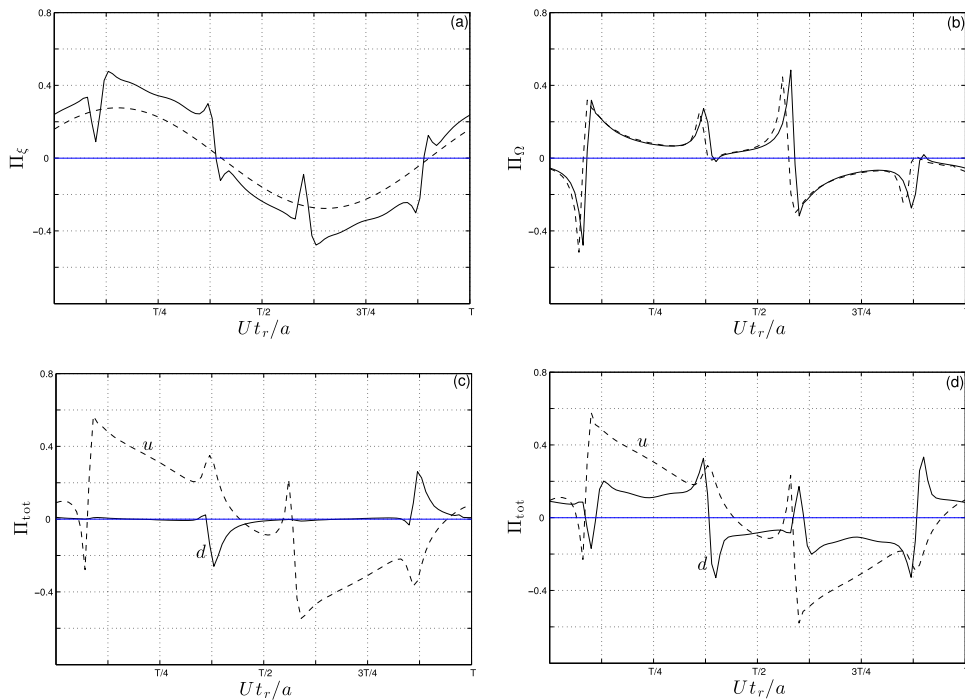 (a)
0.8
0.4
0
−0.4
Π_ξ
T/4
T/2
3T/4
T
Ut_r/a
(b)
0.8
0.4
0
−0.4
Π_Ω
T/4
T/2
3T/4
T
Ut_r/a
(c)
0.8
0.4
0
−0.4
Π_tot
u
d
T/4
T/2
3T/4
T
Ut_r/a
(d)
0.8
0.4
0
−0.4
Π_tot
u
d
T/4
T/2
3T/4
T
Ut_r/a